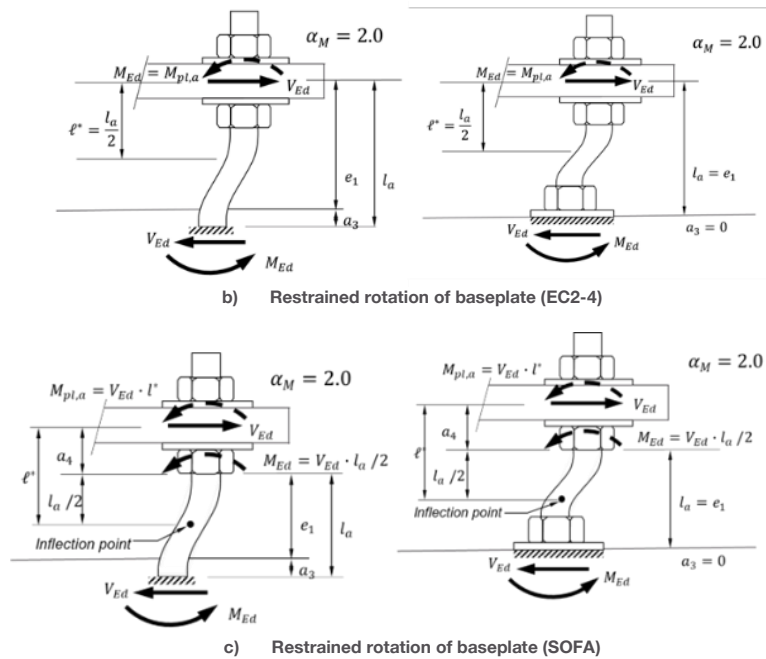 α_M = 2.0
M_Ed = M_pl,a
V_Ed
ℓ* = l_a/2
e_1
l_a
a_3
V_Ed
M_Ed
α_M = 2.0
M_Ed = M_pl,a
V_Ed
ℓ* = l_a/2
l_a = e_1
a_3 = 0
V_Ed
M_Ed
b) Restrained rotation of baseplate (EC2-4)
M_pl,a = V_Ed · l*
α_M = 2.0
V_Ed
a_4
M_Ed = V_Ed · l_a /2
ℓ*
l_a /2
Inflection point
e_1
l_a
a_3
V_Ed
M_Ed
M_pl,a = V_Ed · l*
α_M = 2.0
V_Ed
a_4
M_Ed = V_Ed · l_a /2
ℓ*
l_a /2
Inflection point
l_a = e_1
a_3 = 0
V_Ed
M_Ed
c) Restrained rotation of baseplate (SOFA)